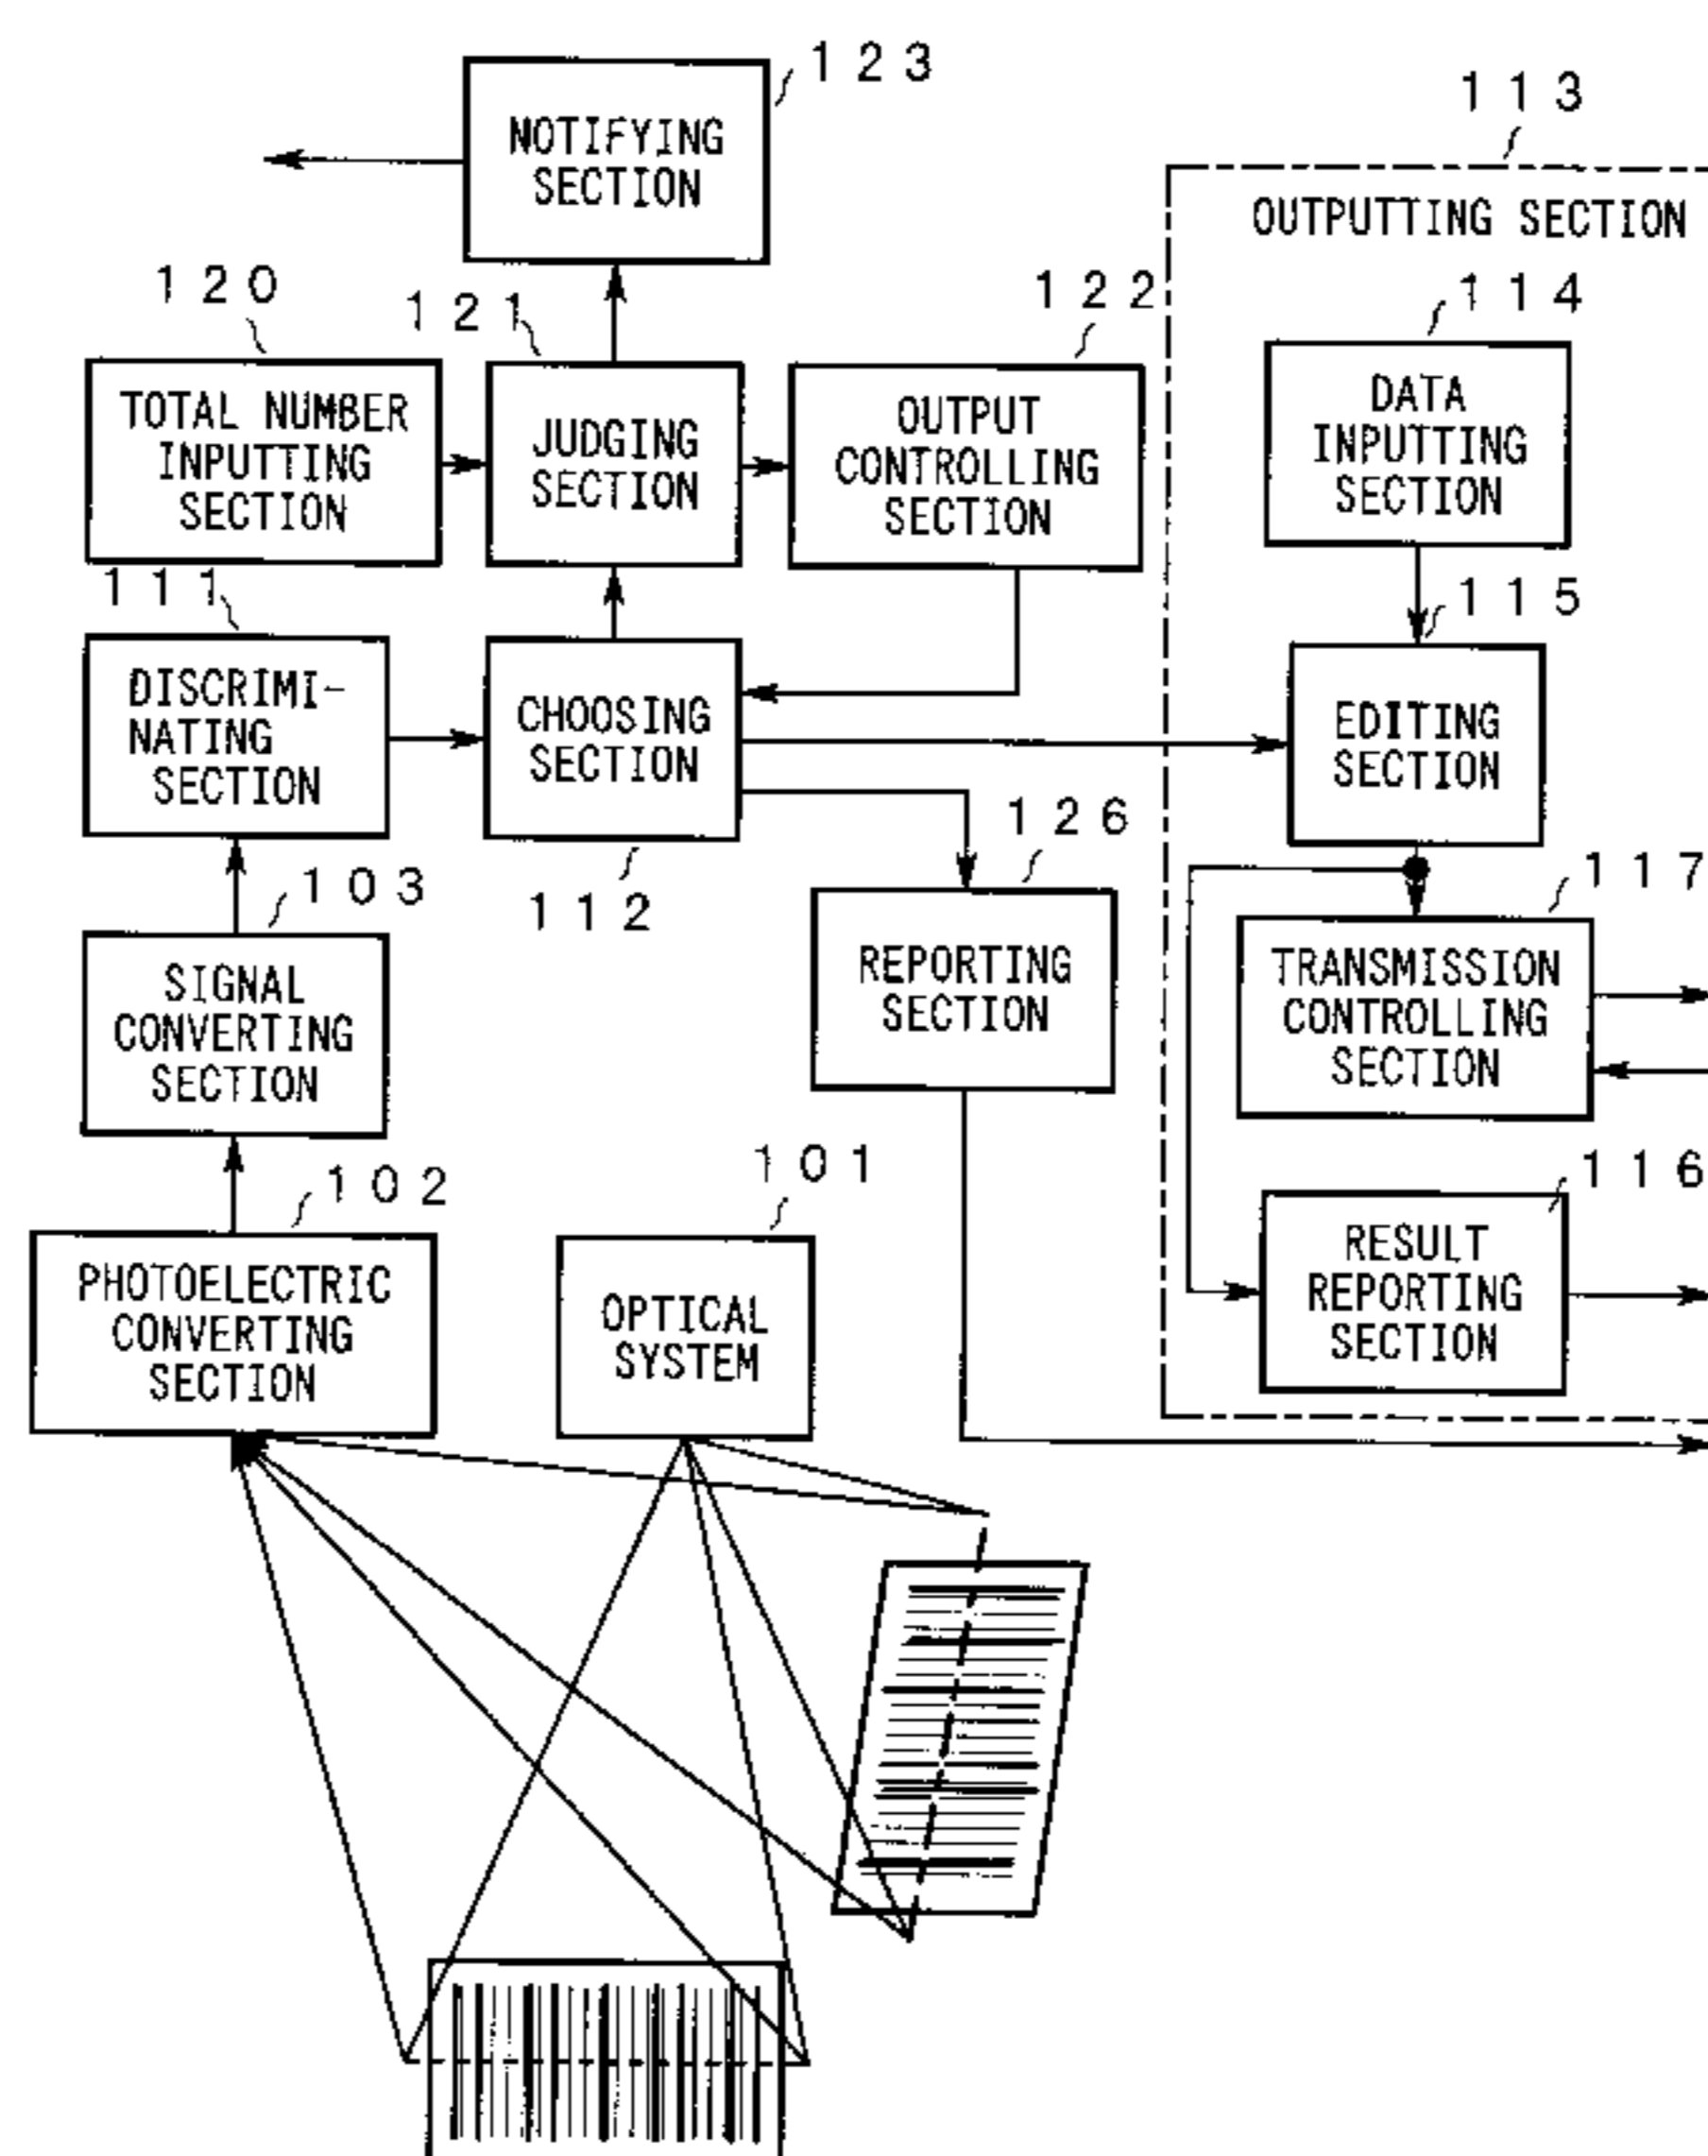 123
NOTIFYING
SECTION
113
OUTPUTTING SECTION
120
TOTAL NUMBER
INPUTTING
SECTION
121
JUDGING
SECTION
122
OUTPUT
CONTROLLING
SECTION
114
DATA
INPUTTING
SECTION
111
DISCRIMI-
NATING
SECTION
CHOOSING
SECTION
112
115
EDITING
SECTION
126
REPORTING
SECTION
103
SIGNAL
CONVERTING
SECTION
117
TRANSMISSION
CONTROLLING
SECTION
102
PHOTOELECTRIC
CONVERTING
SECTION
101
OPTICAL
SYSTEM
116
RESULT
REPORTING
SECTION